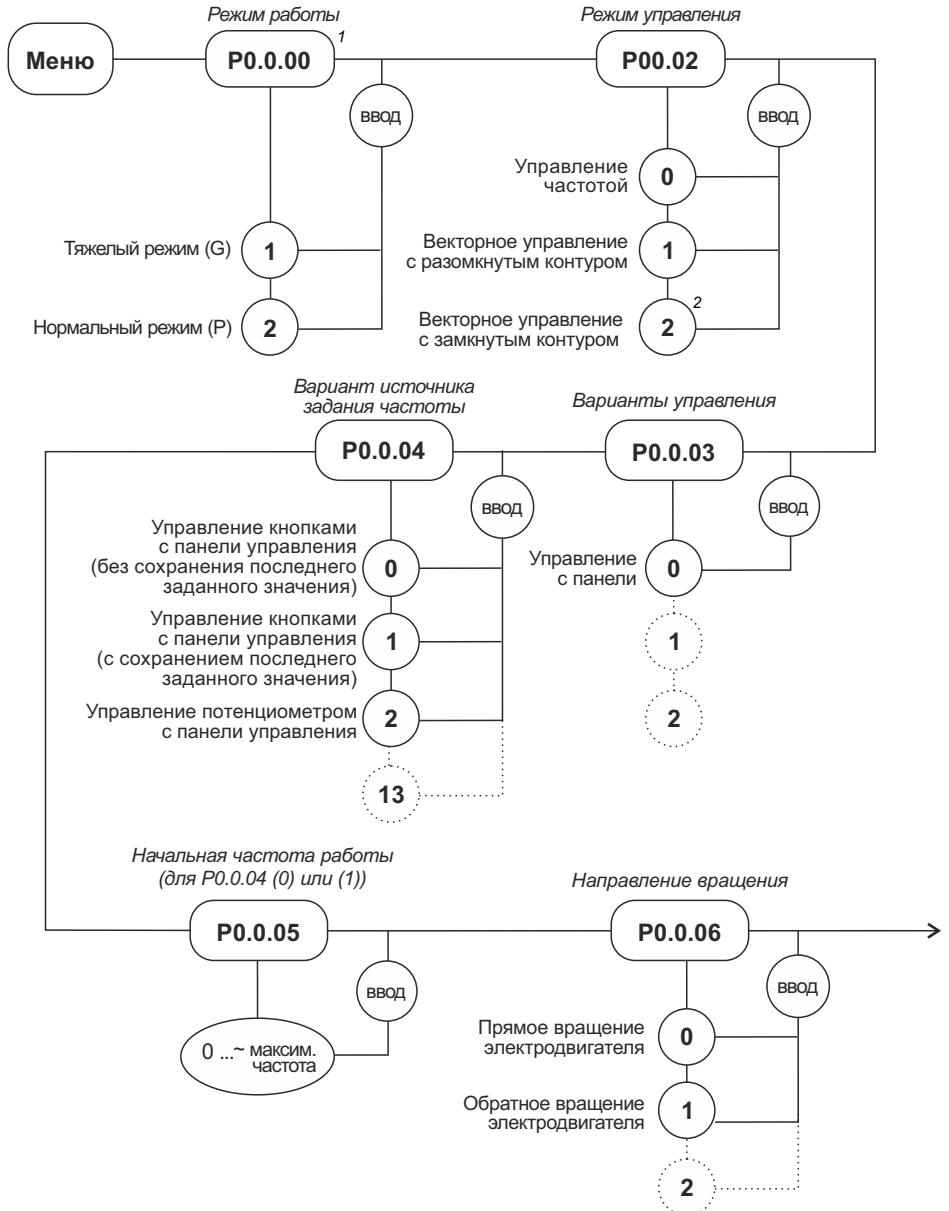 Режим работы
Режим управления
Меню
P0.0.00
1
P00.02
ввод
ввод
Управление
частотой
0
Тяжелый режим (G)
1
Векторное управление
с разомкнутым контуром
1
Нормальный режим (P)
2
Векторное управление
с замкнутым контуром
2
2
Вариант источника
задания частоты
Варианты управления
P0.0.04
P0.0.03
ввод
ввод
Управление кнопками
с панели управления
(без сохранения последнего
заданного значения)
0
Управление
с панели
0
Управление кнопками
с панели управления
(с сохранением последнего
заданного значения)
1
1
Управление потенциометром
с панели управления
2
2
13
Начальная частота работы
(для P0.0.04 (0) или (1))
Направление вращения
P0.0.05
P0.0.06
ввод
ввод
0 ...~ максим.
частота
Прямое вращение
электродвигателя
0
Обратное вращение
электродвигателя
1
2